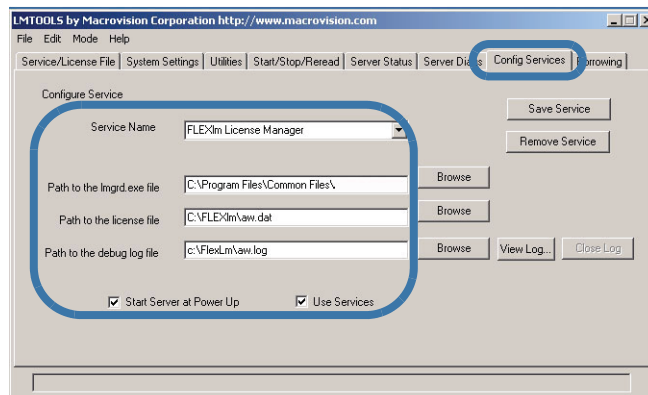 LMTOOLS by Macrovision Corporation http://www.macrovision.com
File Edit Mode Help
Service/License File System Settings Utilities Start/Stop/Reread Server Status Server Diags Config Services Borrowing
Configure Service
Save Service
Service Name FLEXlm License Manager
Remove Service
Path to the lmgrd.exe file C:\Program Files\Common Files\. Browse
Path to the license file C:\FLEXlm\aw.dat Browse
Path to the debug log file c:\FlexLm\aw.log Browse View Log... Close Log
Start Server at Power Up Use Services